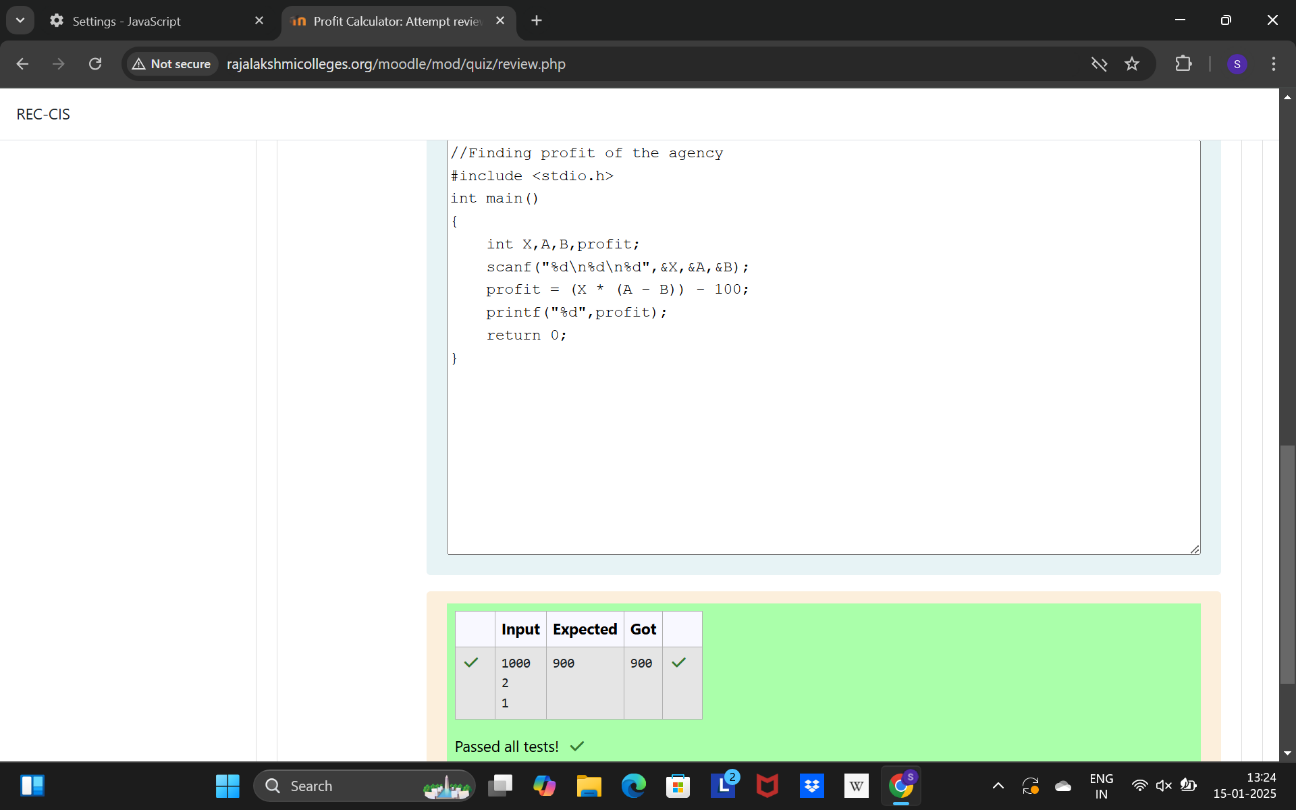 Settings - JavaScript
Profit Calculator: Attempt revie
Not secure
rajalakshmicolleges.org/moodle/mod/quiz/review.php
S
REC-CIS
//Finding profit of the agency
#include <stdio.h>
int main()
{
    int X,A,B,profit;
    scanf("%d\n%d\n%d",&X,&A,&B);
    profit = (X * (A - B)) - 100;
    printf("%d",profit);
    return 0;
}
Input Expected Got
1000 900 900
2
1
Passed all tests!
Search
L 2
W
S
ENG
IN
13:24
15-01-2025